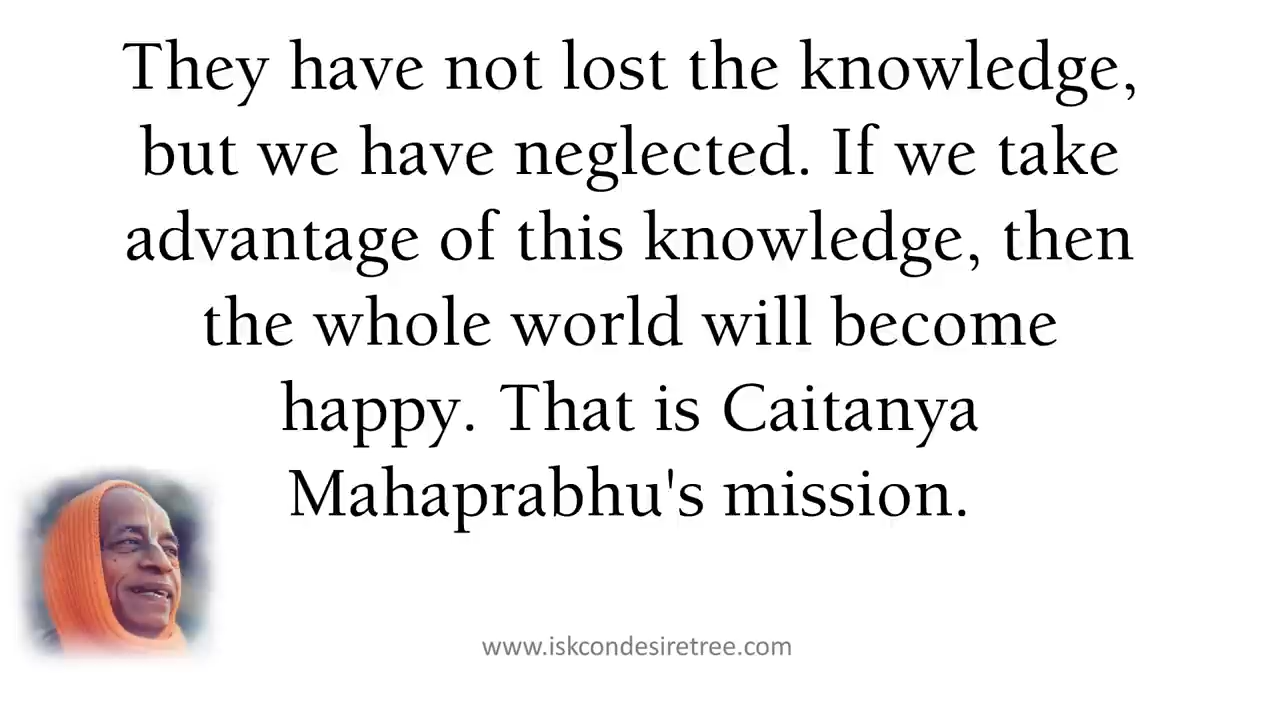 They have not lost the knowledge,
but we have neglected. If we take
advantage of this knowledge, then
the whole world will become
happy. That is Caitanya
Mahaprabhu's mission.
www.iskcondesiretree.com